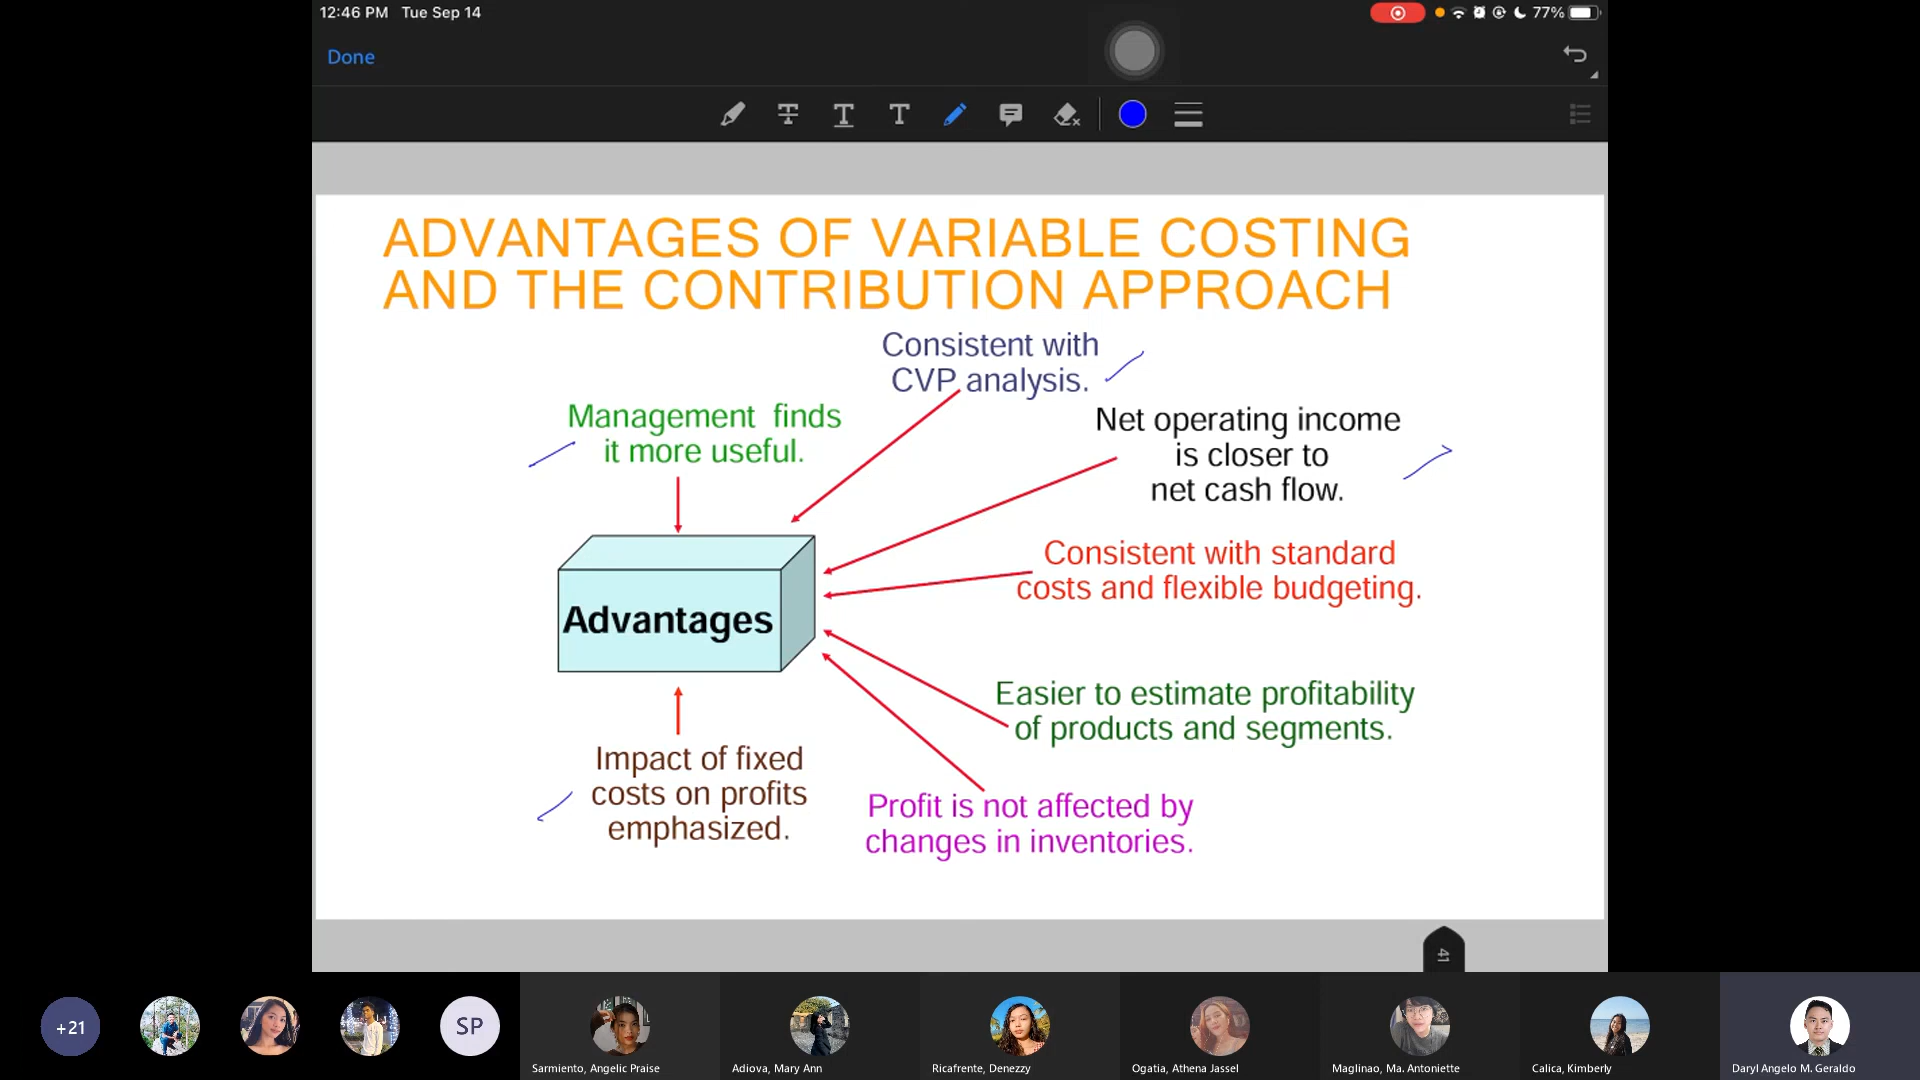 12:46 PM Tue Sep 14
77%
Done
ADVANTAGES OF VARIABLE COSTING
AND THE CONTRIBUTION APPROACH
Consistent with
CVP analysis.
Management finds
it more useful.
Net operating income
is closer to
net cash flow.
Consistent with standard
costs and flexible budgeting.
Advantages
Easier to estimate profitability
of products and segments.
Impact of fixed
costs on profits
emphasized.
Profit is not affected by
changes in inventories.
41
+21
SP
Sarmiento, Angelic Praise
Adiova, Mary Ann
Ricafrente, Denezzy
Ogatia, Athena Jassel
Maglinao, Ma. Antoniette
Calica, Kimberly
Daryl Angelo M. Geraldo